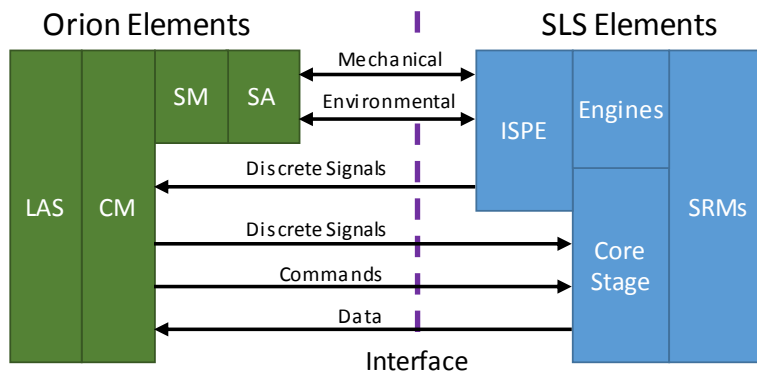 Orion Elements
SLS Elements
Mechanical
SM
SA
Environmental
ISPE
Engines
Discrete Signals
LAS
CM
SRMs
Discrete Signals
Core
Stage
Commands
Data
Interface